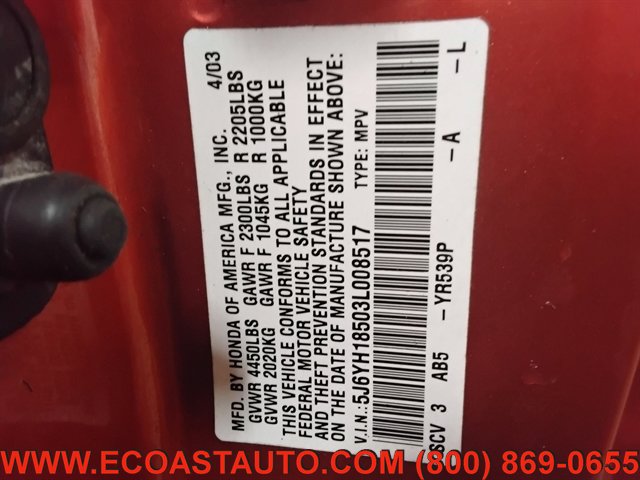 MFD. BY HONDA OF AMERICA MFG., INC. 4/03
GVWR 4450LBS GAWR F 2300LBS R 2205LBS
GVWR 2020KG GAWR F 1045KG R 1000KG
THIS VEHICLE CONFORMS TO ALL APPLICABLE
FEDERAL MOTOR VEHICLE SAFETY
AND THEFT PREVENTION STANDARDS IN EFFECT
ON THE DATE OF MANUFACTURE SHOWN ABOVE:
V.I.N.:5J6YH18503L008517 TYPE: MPV
SCV 3 AB5 -YR539P -A -L
WWW.ECOASTAUTO.COM (800) 869-0655